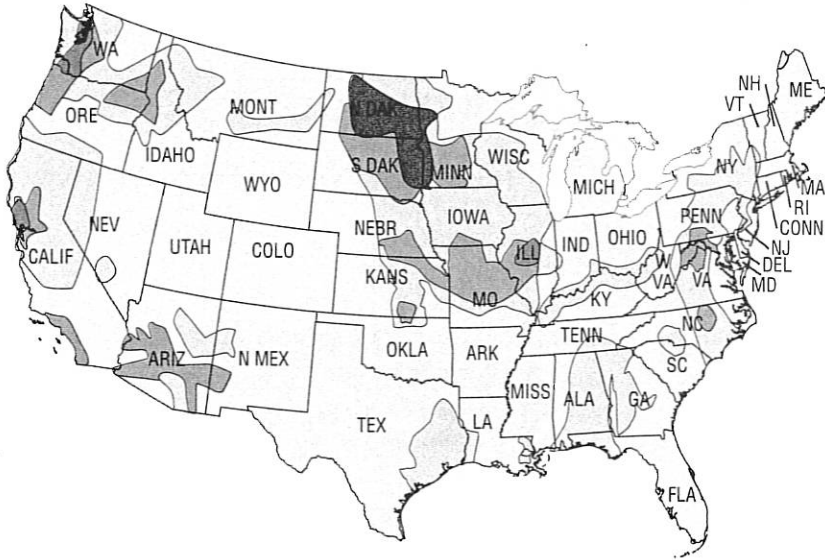 WA
ORE
CALIF
NEV
IDAHO
MONT
WYO
UTAH
COLO
ARIZ
N MEX
N DAK
S DAK
NEBR
KANS
OKLA
TEX
MINN
IOWA
MO
ARK
LA
WISC
ILL
MICH
IND
OHIO
KY
TENN
MISS
ALA
GA
FLA
SC
NC
VA
W
VA
PENN
NY
VT
NH
ME
MA
RI
CONN
NJ
DEL
MD